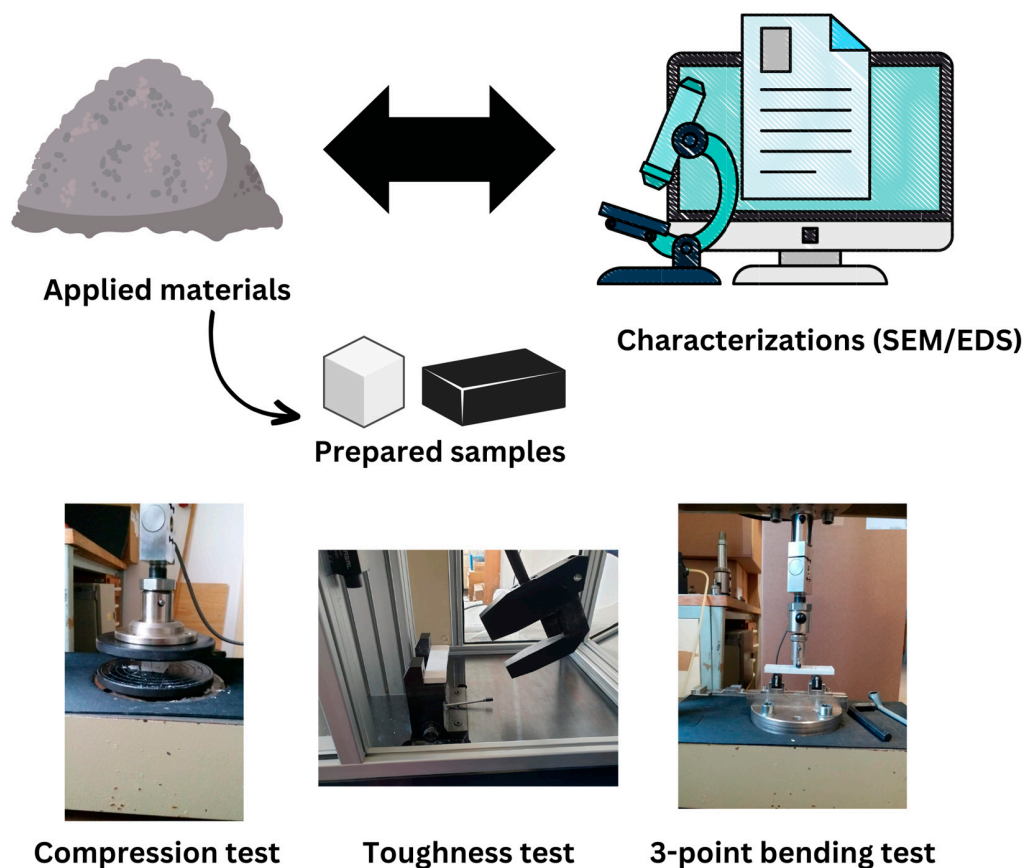 Applied materials
Characterizations (SEM/EDS)
Prepared samples
Compression test
Toughness test
3-point bending test